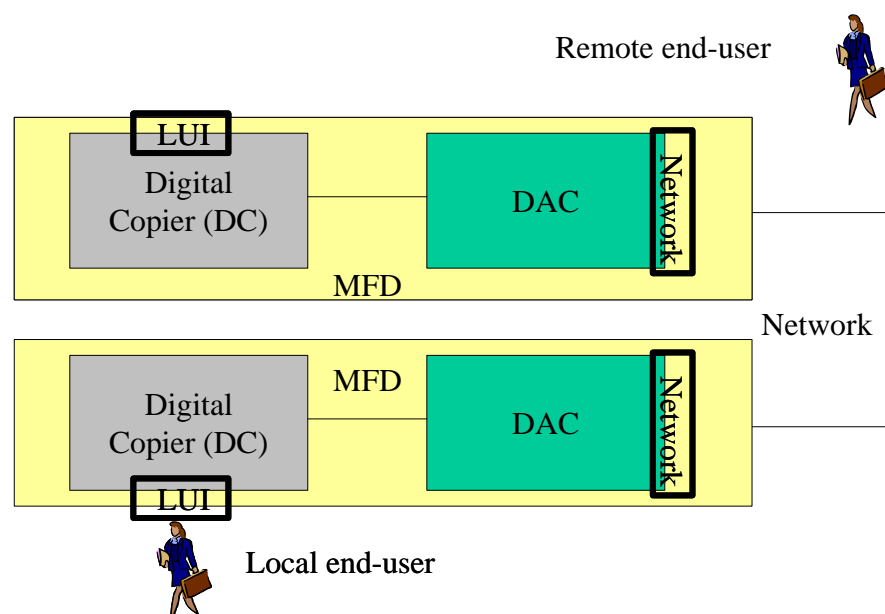 Remote end-user
LUI
Digital
Copier (DC)
DAC
Network
MFD
Network
MFD
Digital
Copier (DC)
DAC
Network
LUI
Local end-user